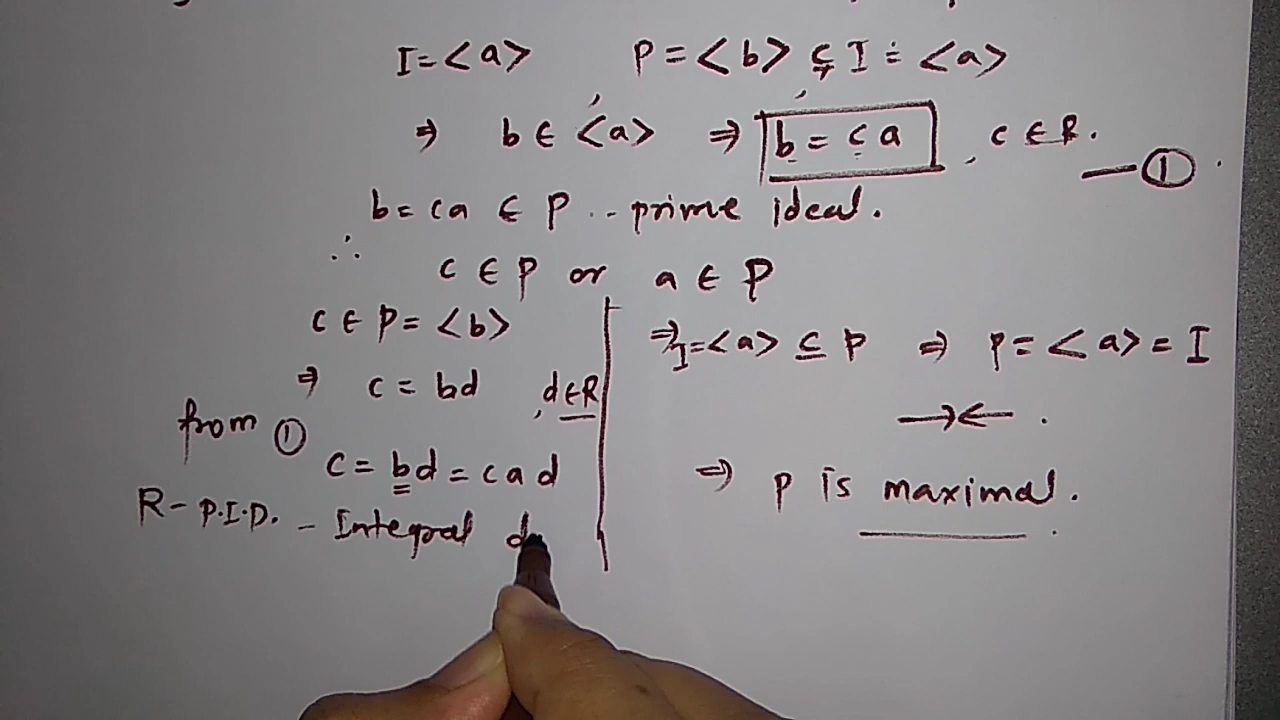 I = <a> P = <b> ⊊ I = <a>
⇒ b ∈ <a> ⇒ b = ca , c ∈ R. — ①
b = ca ∈ P .. prime ideal.
∴ c ∈ P or a ∈ P
c ∈ P = <b>
⇒ c = bd , d ∈ R
from ①
c = bd = cad
R - P.I.D. - Integral d
⇒ I = <a> ⊆ P ⇒ P = <a> = I
→← .
⇒ P is maximal.